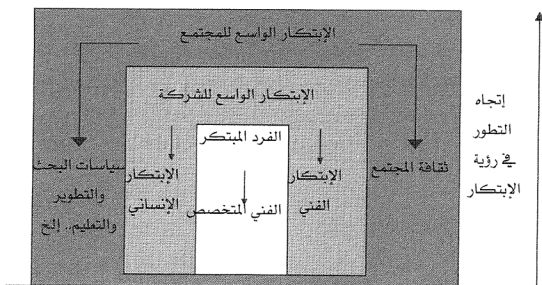 الإبتكار الواسع للمجتمع
الإبتكار الواسع للشركة
الفرد المبتكر
الفني المتخصص
الإبتكار
الفني
الإبتكار
الإنساني
ثقافة المجتمع
سياسات البحث
والتطوير
والتعليم.. إلخ
إتجاه
التطور
في رؤية
الإبتكار